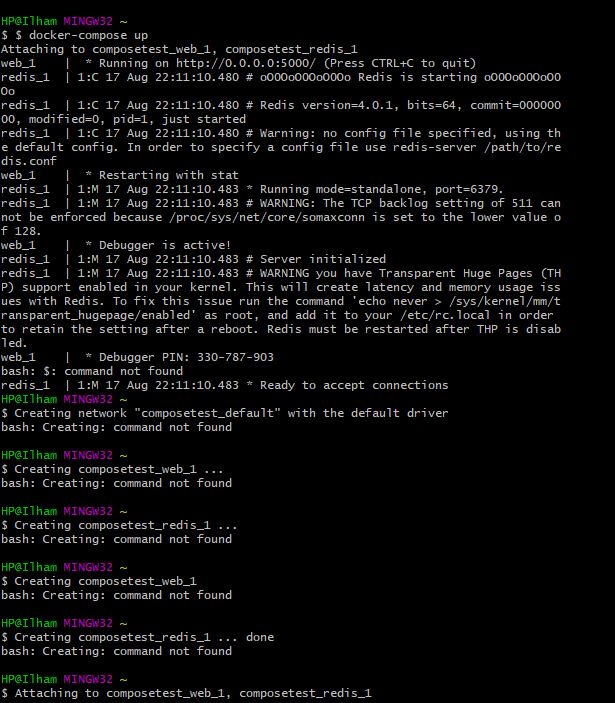 HP@Ilham MINGW32 ~
$ $ docker-compose up
Attaching to composetest_web_1, composetest_redis_1
web_1    |  * Running on http://0.0.0.0:5000/ (Press CTRL+C to quit)
redis_1  | 1:C 17 Aug 22:11:10.480 # oO0OoO0OoO0Oo Redis is starting oO0OoO0OoO0
Oo
redis_1  | 1:C 17 Aug 22:11:10.480 # Redis version=4.0.1, bits=64, commit=000000
00, modified=0, pid=1, just started
redis_1  | 1:C 17 Aug 22:11:10.480 # Warning: no config file specified, using th
e default config. In order to specify a config file use redis-server /path/to/re
dis.conf
web_1    |  * Restarting with stat
redis_1  | 1:M 17 Aug 22:11:10.483 * Running mode=standalone, port=6379.
redis_1  | 1:M 17 Aug 22:11:10.483 # WARNING: The TCP backlog setting of 511 can
not be enforced because /proc/sys/net/core/somaxconn is set to the lower value o
f 128.
web_1    |  * Debugger is active!
redis_1  | 1:M 17 Aug 22:11:10.483 # Server initialized
redis_1  | 1:M 17 Aug 22:11:10.483 # WARNING you have Transparent Huge Pages (TH
P) support enabled in your kernel. This will create latency and memory usage iss
ues with Redis. To fix this issue run the command 'echo never > /sys/kernel/mm/t
ransparent_hugepage/enabled' as root, and add it to your /etc/rc.local in order
to retain the setting after a reboot. Redis must be restarted after THP is disab
led.
web_1    |  * Debugger PIN: 330-787-903
bash: $: command not found
redis_1  | 1:M 17 Aug 22:11:10.483 * Ready to accept connections
HP@Ilham MINGW32 ~
$ Creating network "composetest_default" with the default driver
bash: Creating: command not found
HP@Ilham MINGW32 ~
$ Creating composetest_web_1 ...
bash: Creating: command not found
HP@Ilham MINGW32 ~
$ Creating composetest_redis_1 ...
bash: Creating: command not found
HP@Ilham MINGW32 ~
$ Creating composetest_web_1
bash: Creating: command not found
HP@Ilham MINGW32 ~
$ Creating composetest_redis_1 ... done
bash: Creating: command not found
HP@Ilham MINGW32 ~
$ Attaching to composetest_web_1, composetest_redis_1